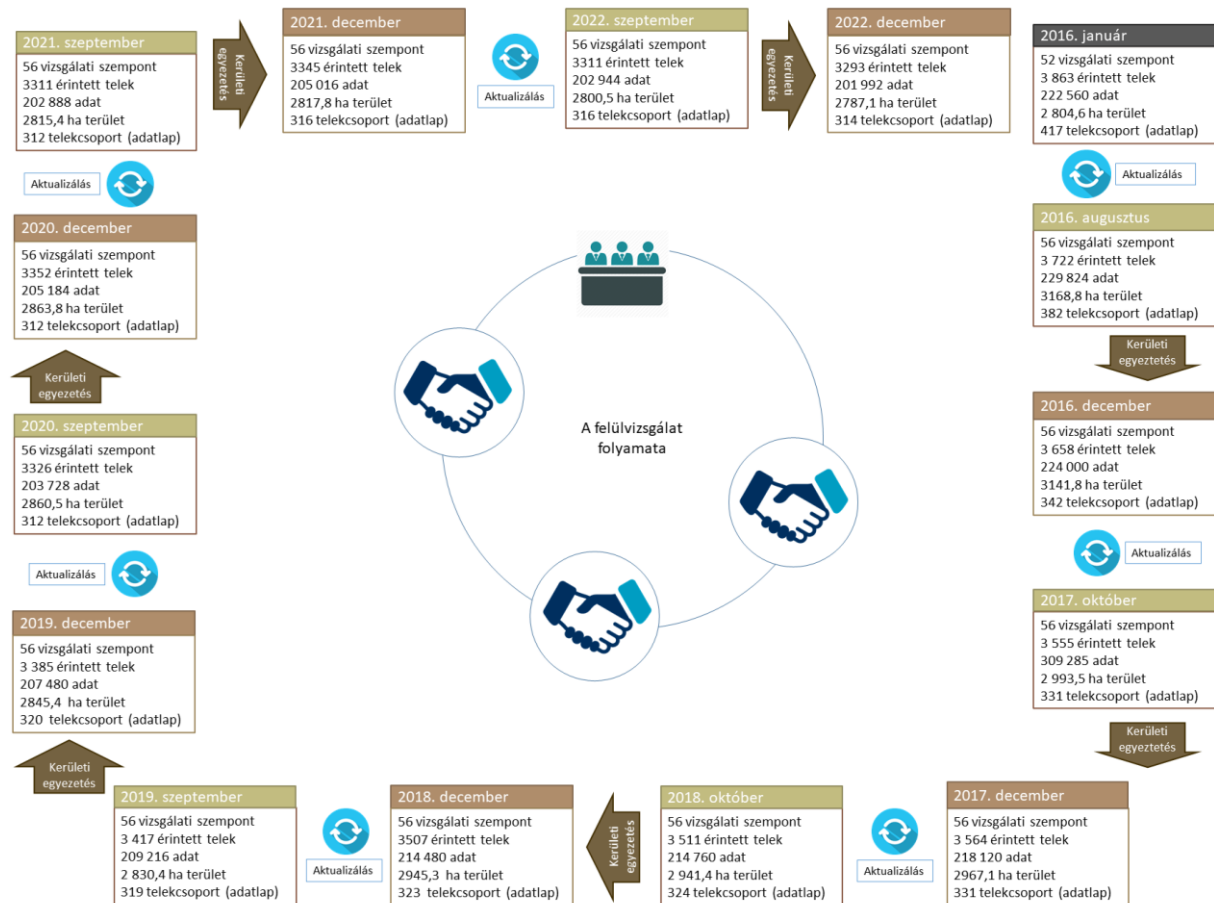 2021. szeptember
56 vizsgálati szempont
3311 érintett telek
202 888 adat
2815,4 ha terület
312 telekcsoport (adatlap)
Kerületi
egyezetés
2021. december
56 vizsgálati szempont
3345 érintett telek
205 016 adat
2817,8 ha terület
316 telekcsoport (adatlap)
Aktualizálás
2022. szeptember
56 vizsgálati szempont
3311 érintett telek
202 944 adat
2800,5 ha terület
316 telekcsoport (adatlap)
Kerületi
egyezetés
2022. december
56 vizsgálati szempont
3293 érintett telek
201 992 adat
2787,1 ha terület
314 telekcsoport (adatlap)
2016. január
52 vizsgálati szempont
3 863 érintett telek
222 560 adat
2 804,6 ha terület
417 telekcsoport (adatlap)
Aktualizálás
Aktualizálás
2020. december
56 vizsgálati szempont
3352 érintett telek
205 184 adat
2863,8 ha terület
312 telekcsoport (adatlap)
2016. augusztus
56 vizsgálati szempont
3 722 érintett telek
229 824 adat
3168,8 ha terület
382 telekcsoport (adatlap)
Kerületi
egyezetés
Kerületi
egyeztetés
2020. szeptember
56 vizsgálati szempont
3326 érintett telek
203 728 adat
2860,5 ha terület
312 telekcsoport (adatlap)
A felülvizsgálat
folyamata
2016. december
56 vizsgálati szempont
3 658 érintett telek
224 000 adat
3141,8 ha terület
342 telekcsoport (adatlap)
Aktualizálás
Aktualizálás
2019. december
56 vizsgálati szempont
3 385 érintett telek
207 480 adat
2845,4 ha terület
320 telekcsoport (adatlap)
2017. október
56 vizsgálati szempont
3 555 érintett telek
309 285 adat
2 993,5 ha terület
331 telekcsoport (adatlap)
Kerületi
egyezetés
Kerületi
egyeztetés
2019. szeptember
56 vizsgálati szempont
3 417 érintett telek
209 216 adat
2 830,4 ha terület
319 telekcsoport (adatlap)
Aktualizálás
2018. december
56 vizsgálati szempont
3507 érintett telek
214 480 adat
2945,3 ha terület
323 telekcsoport (adatlap)
Kerületi
egyezetés
2018. október
56 vizsgálati szempont
3 511 érintett telek
214 760 adat
2 941,4 ha terület
324 telekcsoport (adatlap)
Aktualizálás
2017. december
56 vizsgálati szempont
3 564 érintett telek
218 120 adat
2967,1 ha terület
331 telekcsoport (adatlap)